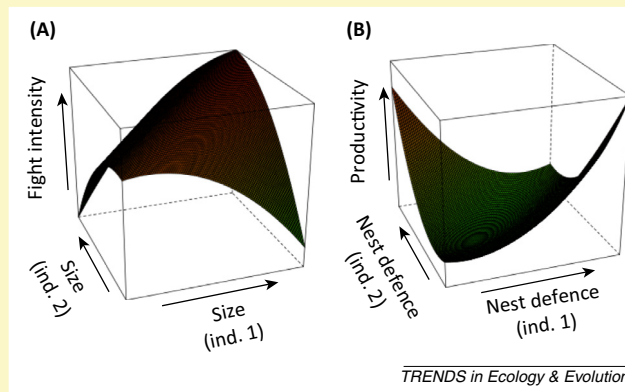 (A)
Fight intensity
Size
(ind. 2)
Size
(ind. 1)
(B)
Productivity
Nest defence
(ind. 2)
Nest defence
(ind. 1)
TRENDS in Ecology & Evolution